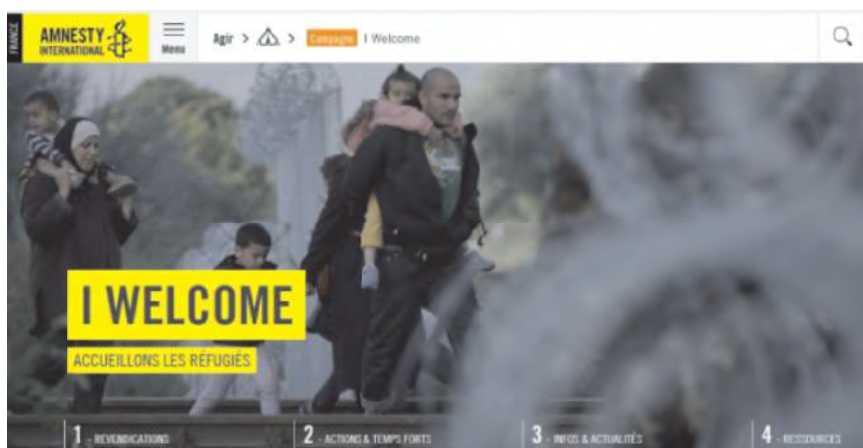 FRANCE
AMNESTY
INTERNATIONAL
Menu
Agir > > Campagne I Welcome
I WELCOME
ACCUEILLONS LES RÉFUGIÉS
1 - REVENDICATIONS
2 - ACTIONS & TEMPS FORTS
3 - INFOS & ACTUALITÉS
4 - RESSOURCES